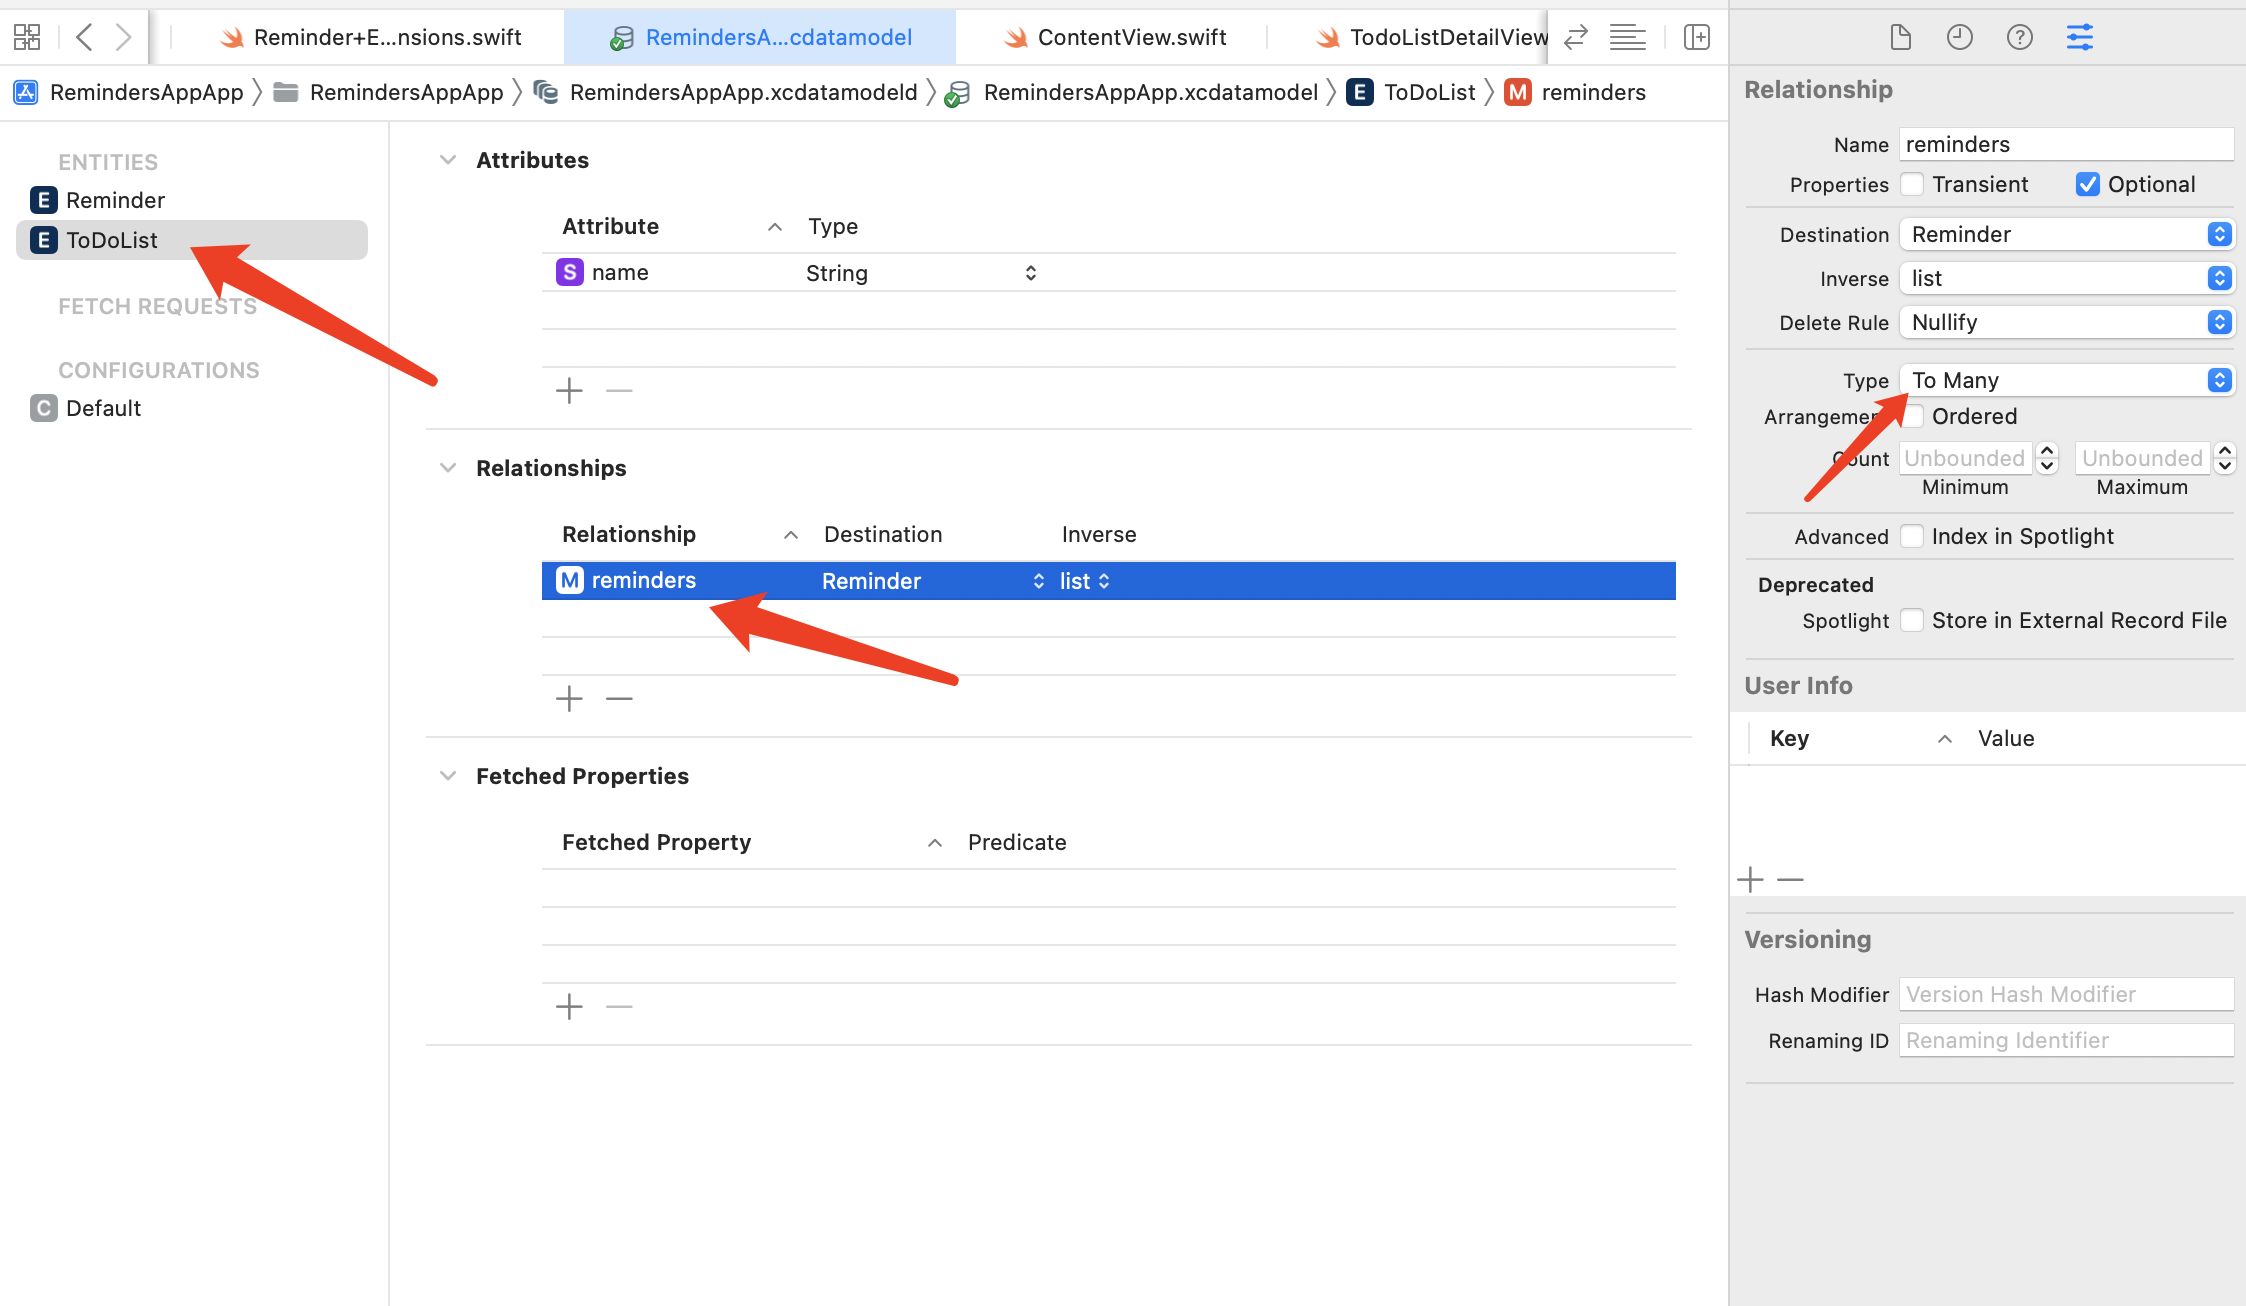 Reminder+E...nsions.swift
RemindersA...cdatamodel
ContentView.swift
TodoListDetailView
RemindersAppApp
RemindersAppApp
RemindersAppApp.xcdatamodeld
RemindersAppApp.xcdatamodel
E ToDoList
M reminders
ENTITIES
E Reminder
E ToDoList
FETCH REQUESTS
CONFIGURATIONS
C Default
Attributes
Attribute Type
S name String
Relationships
Relationship Destination Inverse
M reminders Reminder list
Fetched Properties
Fetched Property Predicate
Relationship
Name reminders
Properties Transient Optional
Destination Reminder
Inverse list
Delete Rule Nullify
Type To Many
Ordered
Unbounded Unbounded
Minimum Maximum
Advanced Index in Spotlight
Deprecated
Spotlight Store in External Record File
User Info
Key Value
Versioning
Hash Modifier Version Hash Modifier
Renaming ID Renaming Identifier